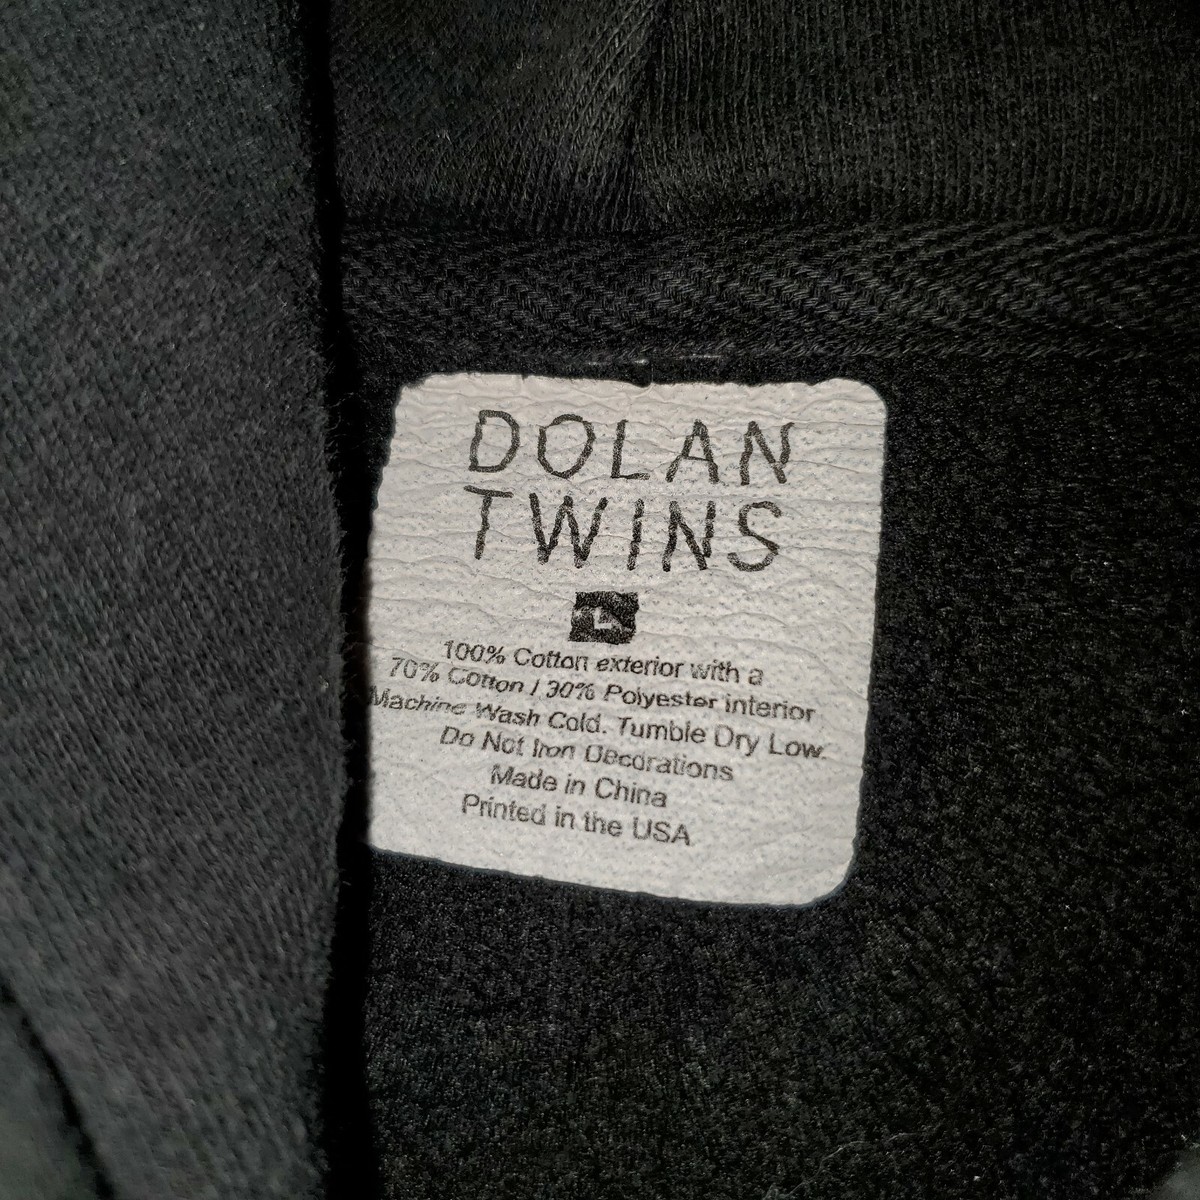 DOLAN
TWINS
L
100% Cotton exterior with a
70% Cotton / 30% Polyester interior
Machine Wash Cold. Tumble Dry Low.
Do Not Iron Decorations
Made in China
Printed in the USA